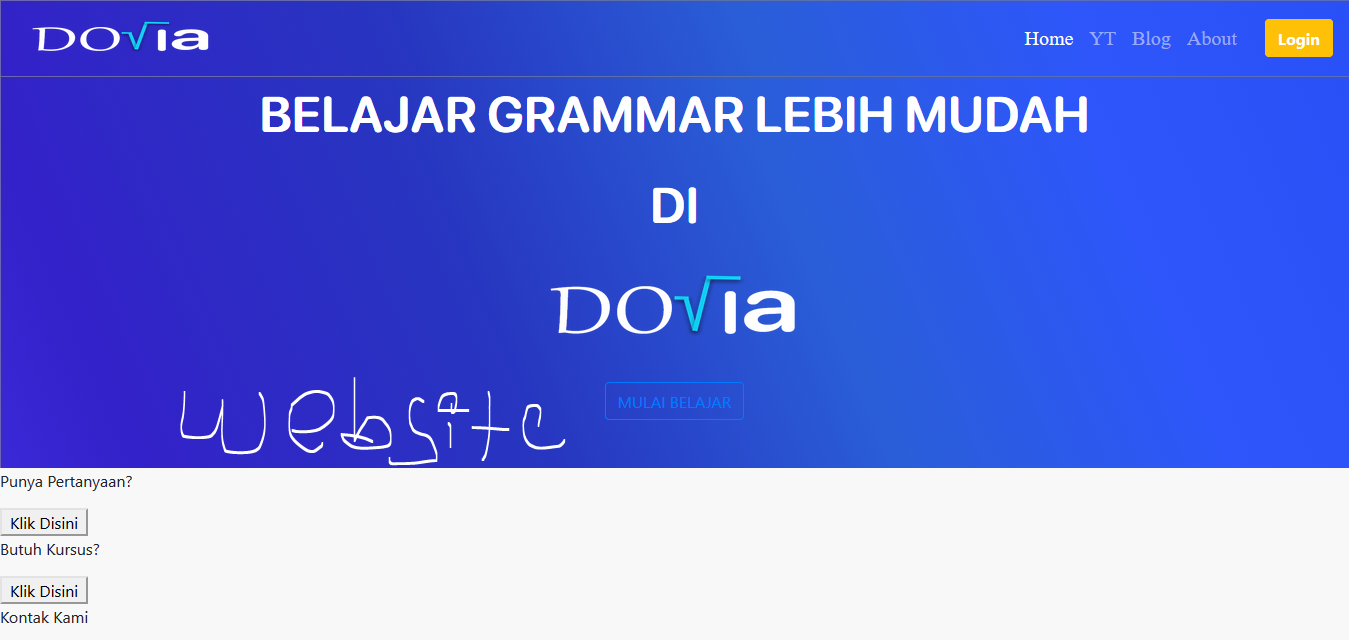 DOVIa
Home YT Blog About Login
BELAJAR GRAMMAR LEBIH MUDAH
DI
DOVIa
MULAI BELAJAR
website
Punya Pertanyaan?
Klik Disini
Butuh Kursus?
Klik Disini
Kontak Kami